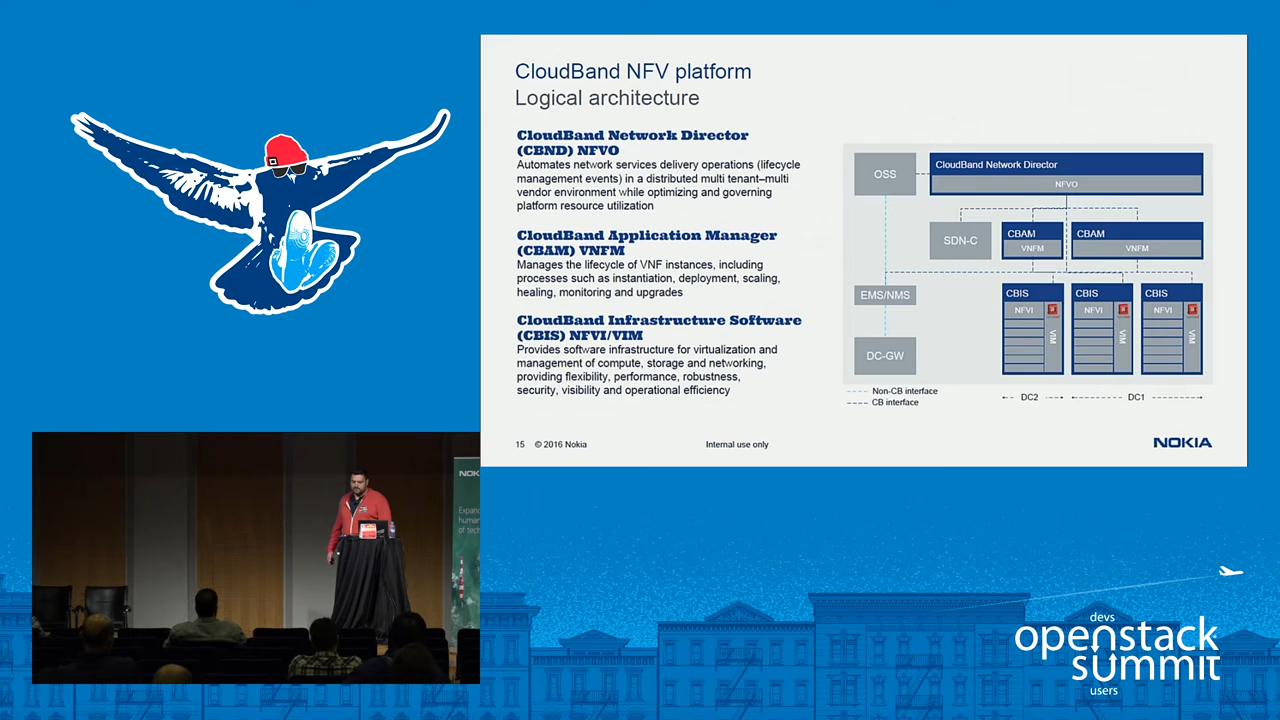 CloudBand NFV platform
Logical architecture
CloudBand Network Director
(CBND) NFVO
Automates network services delivery operations (lifecycle
management events) in a distributed multi tenant–multi
vendor environment while optimizing and governing
platform resource utilization
CloudBand Application Manager
(CBAM) VNFM
Manages the lifecycle of VNF instances, including
processes such as instantiation, deployment, scaling,
healing, monitoring and upgrades
CloudBand Infrastructure Software
(CBIS) NFVI/VIM
Provides software infrastructure for virtualization and
management of compute, storage and networking,
providing flexibility, performance, robustness,
security, visibility and operational efficiency
OSS
CloudBand Network Director
NFVO
SDN-C
CBAM
VNFM
CBAM
VNFM
EMS/NMS
CBIS
NFVI
VIM
CBIS
NFVI
VIM
CBIS
NFVI
VIM
DC-GW
Non-CB interface
CB interface
DC2
DC1
15 © 2016 Nokia
Internal use only
NOKIA
NOK
Expand
human
of tech
devs
openstack
summit
users